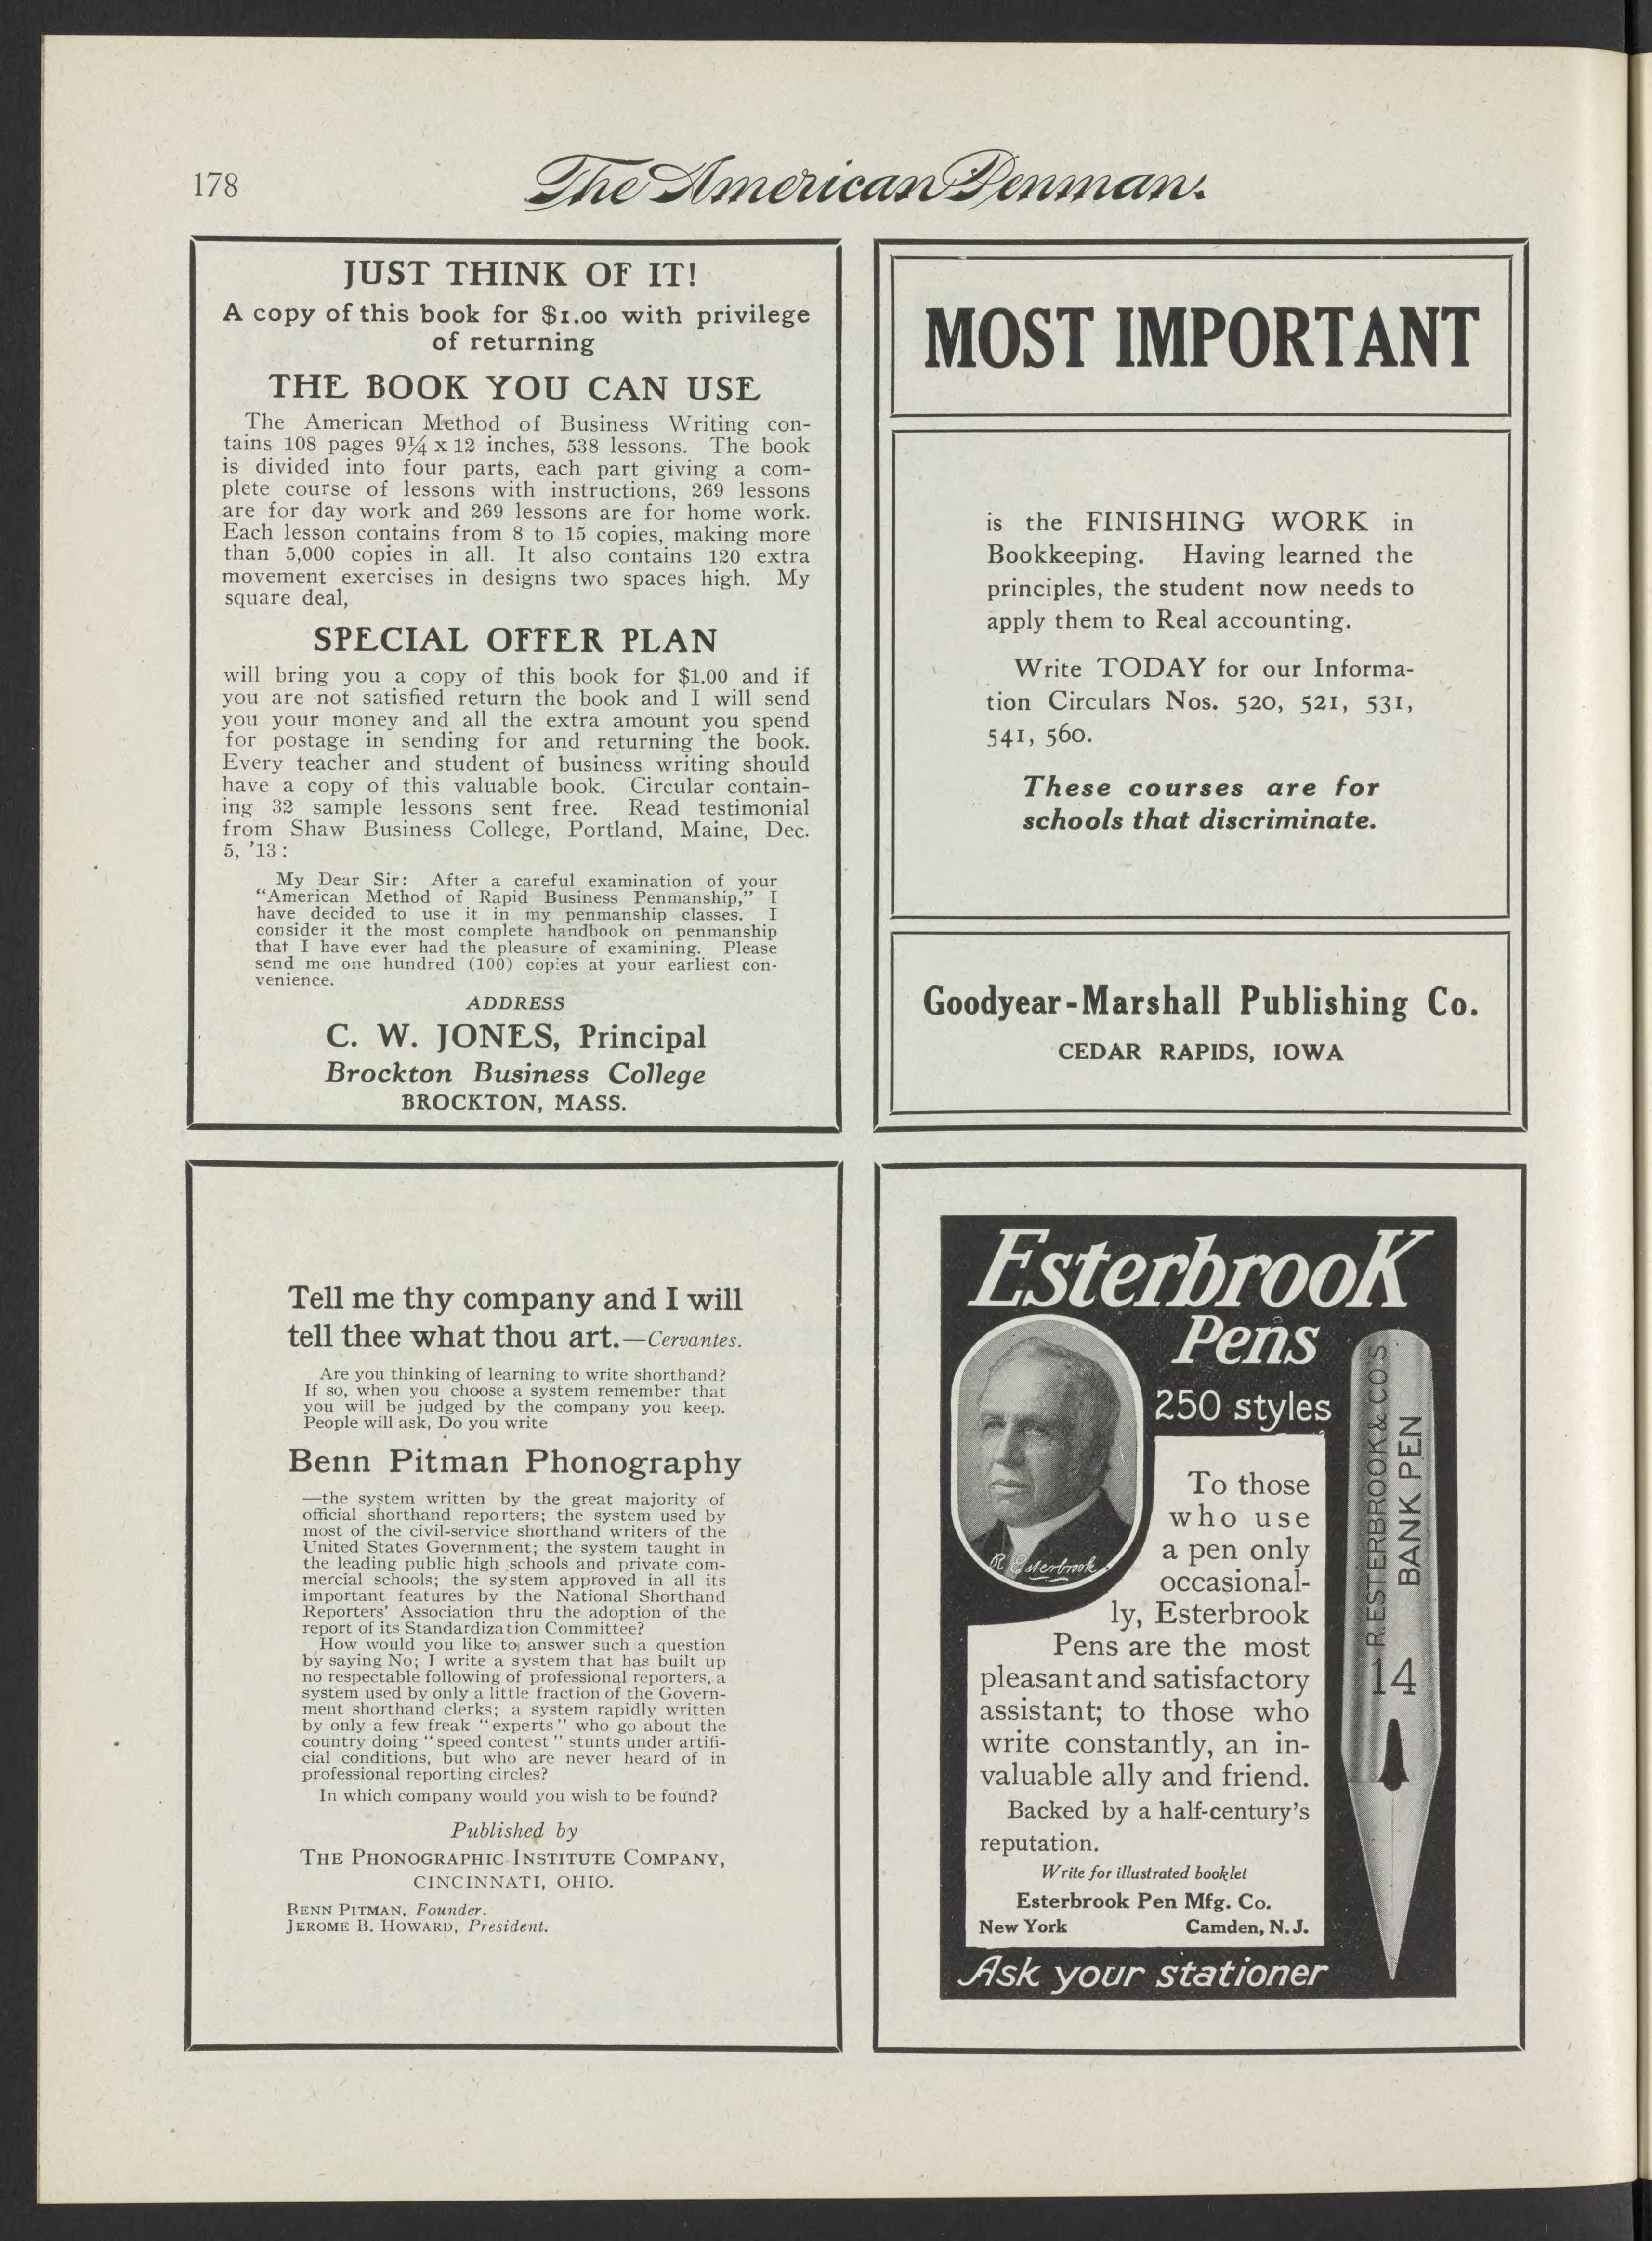 178
The American Penman.
JUST THINK OF IT!
A copy of this book for $1.00 with privilege
of returning
THE BOOK YOU CAN USE
The American Method of Business Writing con-
tains 108 pages 9¼ x 12 inches, 538 lessons. The book
is divided into four parts, each part giving a com-
plete course of lessons with instructions, 269 lessons
are for day work and 269 lessons are for home work.
Each lesson contains from 8 to 15 copies, making more
than 5,000 copies in all. It also contains 120 extra
movement exercises in designs two spaces high. My
square deal,
SPECIAL OFFER PLAN
will bring you a copy of this book for $1.00 and if
you are not satisfied return the book and I will send
you your money and all the extra amount you spend
for postage in sending for and returning the book.
Every teacher and student of business writing should
have a copy of this valuable book. Circular contain-
ing 32 sample lessons sent free. Read testimonial
from Shaw Business College, Portland, Maine, Dec.
5, '13:
My Dear Sir: After a careful examination of your
"American Method of Rapid Business Penmanship," I
have decided to use it in my penmanship classes. I
consider it the most complete handbook on penmanship
that I have ever had the pleasure of examining. Please
send me one hundred (100) copies at your earliest con-
venience.
ADDRESS
C. W. JONES, Principal
Brockton Business College
BROCKTON, MASS.
MOST IMPORTANT
is the FINISHING WORK in
Bookkeeping. Having learned the
principles, the student now needs to
apply them to Real accounting.
Write TODAY for our Informa-
tion Circulars Nos. 520, 521, 531,
541, 560.
These courses are for
schools that discriminate.
Goodyear-Marshall Publishing Co.
CEDAR RAPIDS, IOWA
Tell me thy company and I will
tell thee what thou art.—Cervantes.
Are you thinking of learning to write shorthand?
If so, when you choose a system remember that
you will be judged by the company you keep.
People will ask, Do you write
Benn Pitman Phonography
—the system written by the great majority of
official shorthand reporters; the system used by
most of the civil-service shorthand writers of the
United States Government; the system taught in
the leading public high schools and private com-
mercial schools; the system approved in all its
important features by the National Shorthand
Reporters' Association thru the adoption of the
report of its Standardization Committee?
How would you like to answer such a question
by saying No; I write a system that has built up
no respectable following of professional reporters, a
system used by only a little fraction of the Govern-
ment shorthand clerks; a system rapidly written
by only a few freak "experts" who go about the
country doing "speed contest" stunts under artifi-
cial conditions, but who are never heard of in
professional reporting circles?
In which company would you wish to be found?
Published by
THE PHONOGRAPHIC INSTITUTE COMPANY,
CINCINNATI, OHIO.
BENN PITMAN, Founder.
JEROME B. HOWARD, President.
EsterbrooK
Pens
250 styles
R Esterbrook
To those
who use
a pen only
occasional-
ly, Esterbrook
Pens are the most
pleasant and satisfactory
assistant; to those who
write constantly, an in-
valuable ally and friend.
Backed by a half-century's
reputation.
Write for illustrated booklet
Esterbrook Pen Mfg. Co.
New York Camden, N.J.
Ask your stationer
R. ESTERBROOK & CO'S.
BANK PEN
14